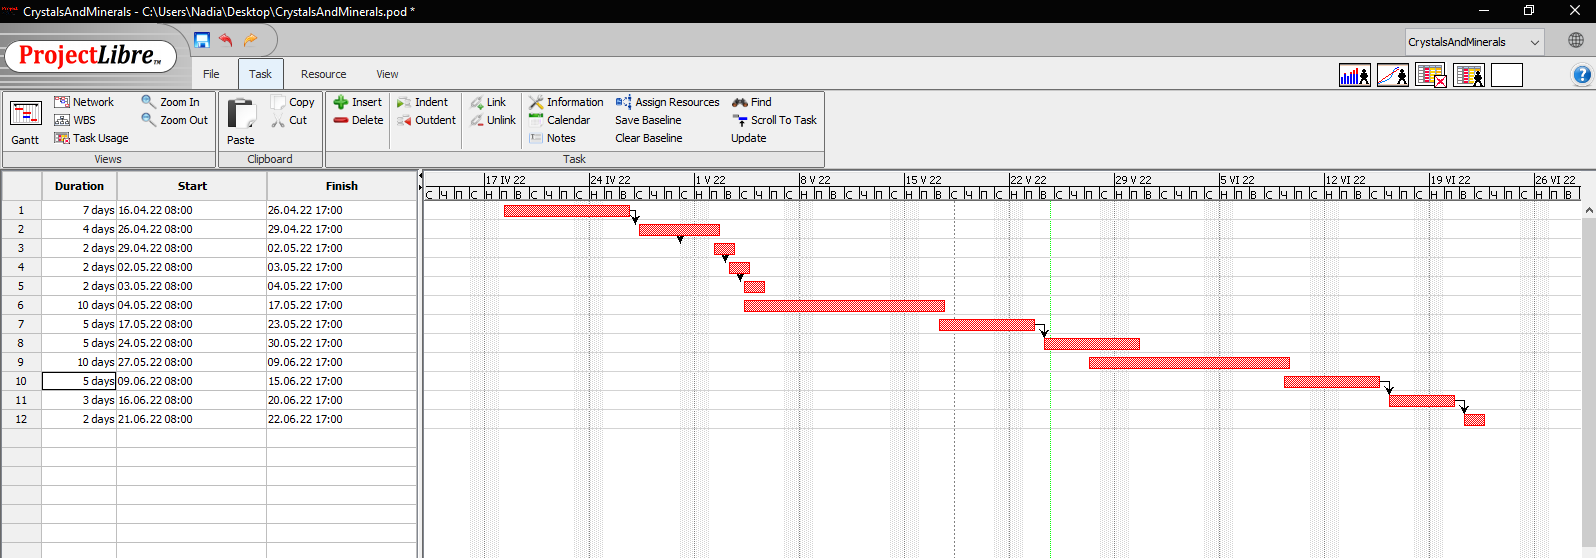 CrystalsAndMinerals - C:\Users\Nadia\Desktop\CrystalsAndMinerals.pod *
ProjectLibre™
CrystalsAndMinerals
File Task Resource View
Gantt
Network
WBS
Task Usage
Zoom In
Zoom Out
Views
Paste
Copy
Cut
Clipboard
Insert
Delete
Indent
Outdent
Link
Unlink
Information
Calendar
Notes
Assign Resources
Save Baseline
Clear Baseline
Find
Scroll To Task
Update
Task
Duration Start Finish
17 IV 22 24 IV 22 1 V 22 8 V 22 15 V 22 22 V 22 29 V 22 5 VI 22 12 VI 22 19 VI 22 26 VI 22
С Ч П С Н П В С Ч П С Н П В С Ч П С Н П В С Ч П С Н П В С Ч П С Н П В С Ч П С Н П В С Ч П С Н П В С Ч П С Н П В С Ч П С Н П В С Ч П С Н П В С Ч П С Н П В
1 7 days 16.04.22 08:00 26.04.22 17:00
2 4 days 26.04.22 08:00 29.04.22 17:00
3 2 days 29.04.22 08:00 02.05.22 17:00
4 2 days 02.05.22 08:00 03.05.22 17:00
5 2 days 03.05.22 08:00 04.05.22 17:00
6 10 days 04.05.22 08:00 17.05.22 17:00
7 5 days 17.05.22 08:00 23.05.22 17:00
8 5 days 24.05.22 08:00 30.05.22 17:00
9 10 days 27.05.22 08:00 09.06.22 17:00
10 5 days 09.06.22 08:00 15.06.22 17:00
11 3 days 16.06.22 08:00 20.06.22 17:00
12 2 days 21.06.22 08:00 22.06.22 17:00